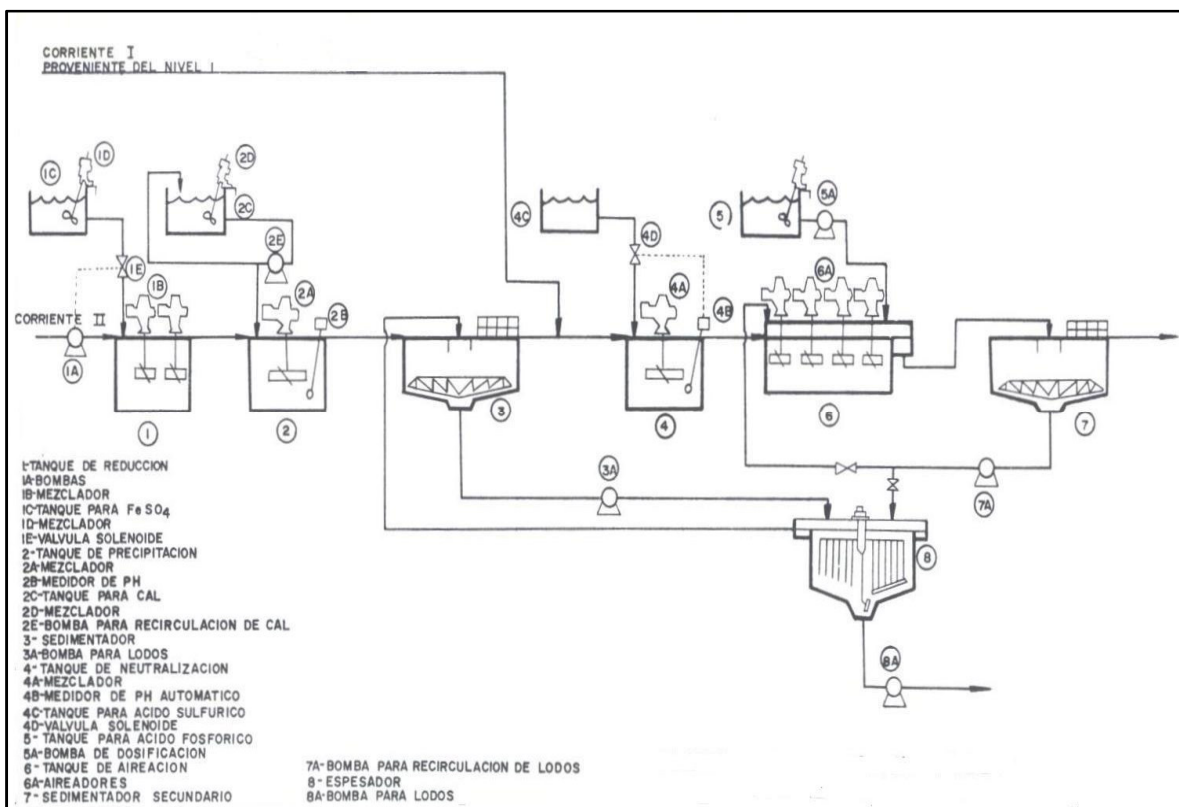 CORRIENTE I
PROVENIENTE DEL NIVEL I
1C
1D
2D
2C
1E
2E
1B
2A
2B
CORRIENTE II
1A
1
2
3
4C
4D
4A
4B
4
5
5A
6A
6
7
3A
7A
8
8A
1-TANQUE DE REDUCCION
1A-BOMBAS
1B-MEZCLADOR
1C-TANQUE PARA FeSO4
1D-MEZCLADOR
1E-VALVULA SOLENOIDE
2-TANQUE DE PRECIPITACION
2A-MEZCLADOR
2B-MEDIDOR DE PH
2C-TANQUE PARA CAL
2D-MEZCLADOR
2E-BOMBA PARA RECIRCULACION DE CAL
3- SEDIMENTADOR
3A-BOMBA PARA LODOS
4-TANQUE DE NEUTRALIZACION
4A-MEZCLADOR
4B-MEDIDOR DE PH AUTOMATICO
4C-TANQUE PARA ACIDO SULFURICO
4D-VALVULA SOLENOIDE
5- TANQUE PARA ACIDO FOSFORICO
5A-BOMBA DE DOSIFICACION
6- TANQUE DE AIREACION
6A-AIREADORES
7- SEDIMENTADOR SECUNDARIO
7A-BOMBA PARA RECIRCULACION DE LODOS
8- ESPESADOR
8A-BOMBA PARA LODOS